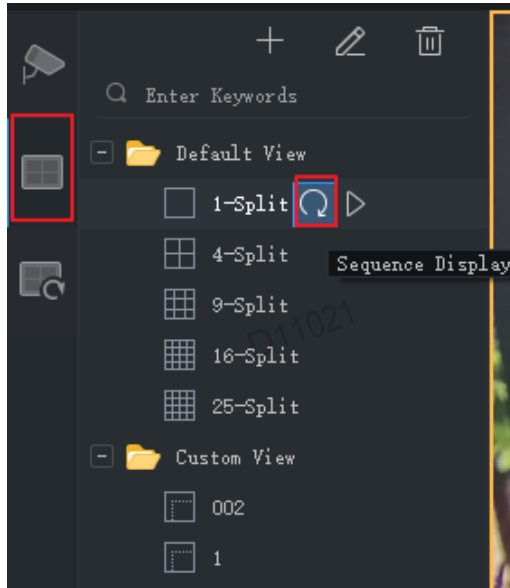 Enter Keywords
Default View
1-Split
4-Split
Sequence Display
9-Split
D11021
16-Split
25-Split
Custom View
002
1